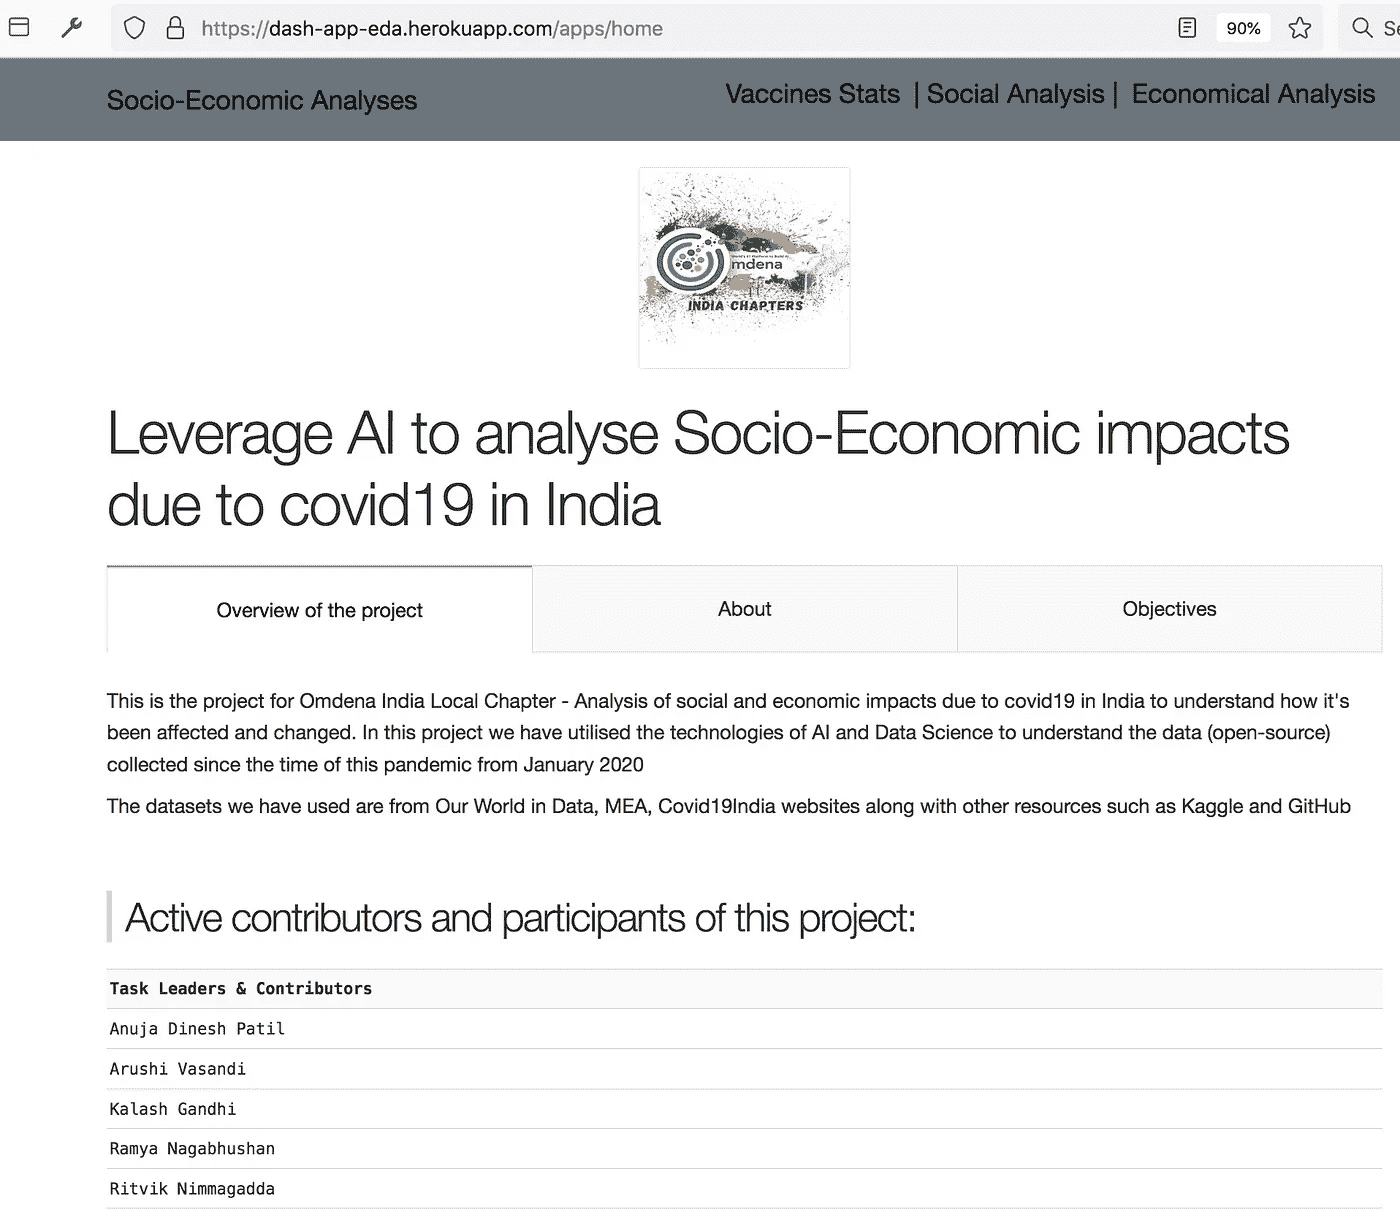 https://dash-app-eda.herokuapp.com/apps/home
90%
Se
Socio-Economic Analyses
Vaccines Stats | Social Analysis | Economical Analysis
mdena
INDIA CHAPTERS
Leverage AI to analyse Socio-Economic impacts
due to covid19 in India
Overview of the project
About
Objectives
This is the project for Omdena India Local Chapter - Analysis of social and economic impacts due to covid19 in India to understand how it's
been affected and changed. In this project we have utilised the technologies of AI and Data Science to understand the data (open-source)
collected since the time of this pandemic from January 2020
The datasets we have used are from Our World in Data, MEA, Covid19India websites along with other resources such as Kaggle and GitHub
Active contributors and participants of this project:
Task Leaders & Contributors
Anuja Dinesh Patil
Arushi Vasandi
Kalash Gandhi
Ramya Nagabhushan
Ritvik Nimmagadda